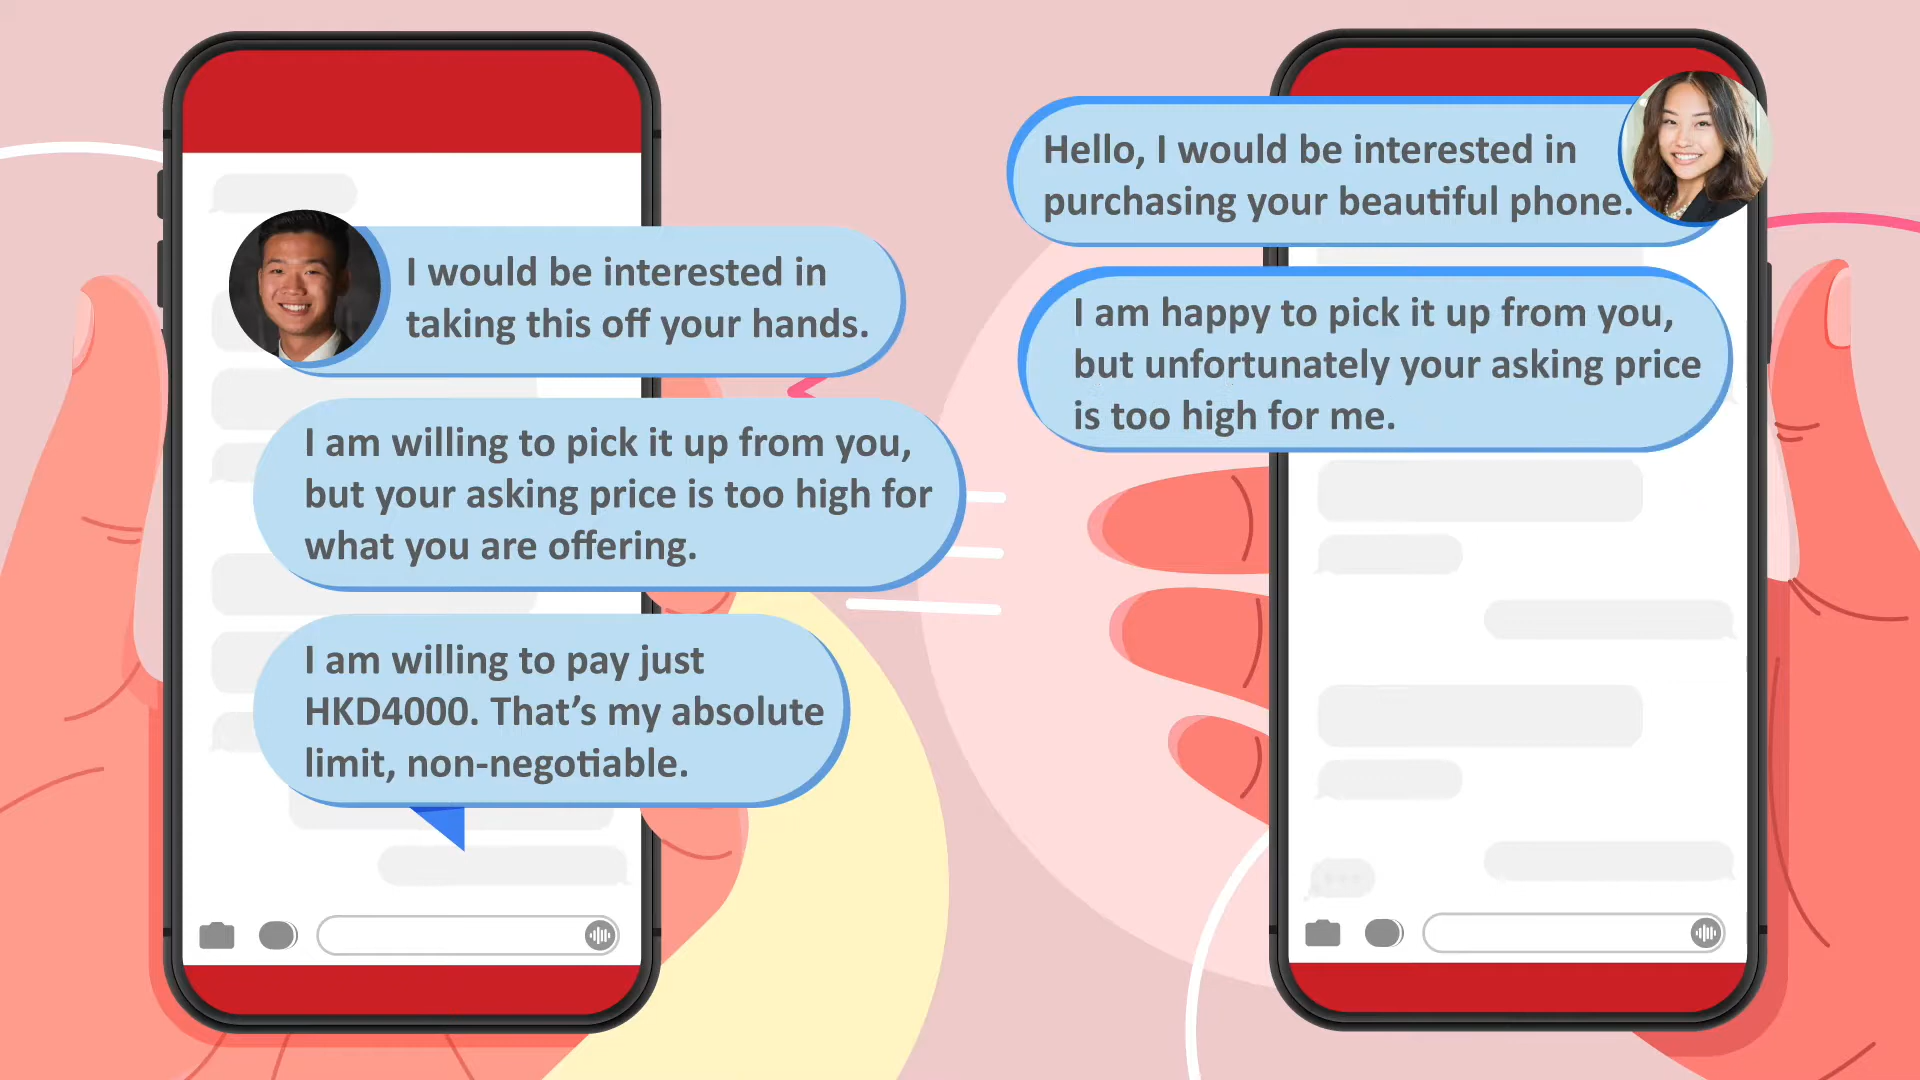 I would be interested in
taking this off your hands.
I am willing to pick it up from you,
but your asking price is too high for
what you are offering.
I am willing to pay just
HKD4000. That’s my absolute
limit, non-negotiable.
Hello, I would be interested in
purchasing your beautiful phone.
I am happy to pick it up from you,
but unfortunately your asking price
is too high for me.